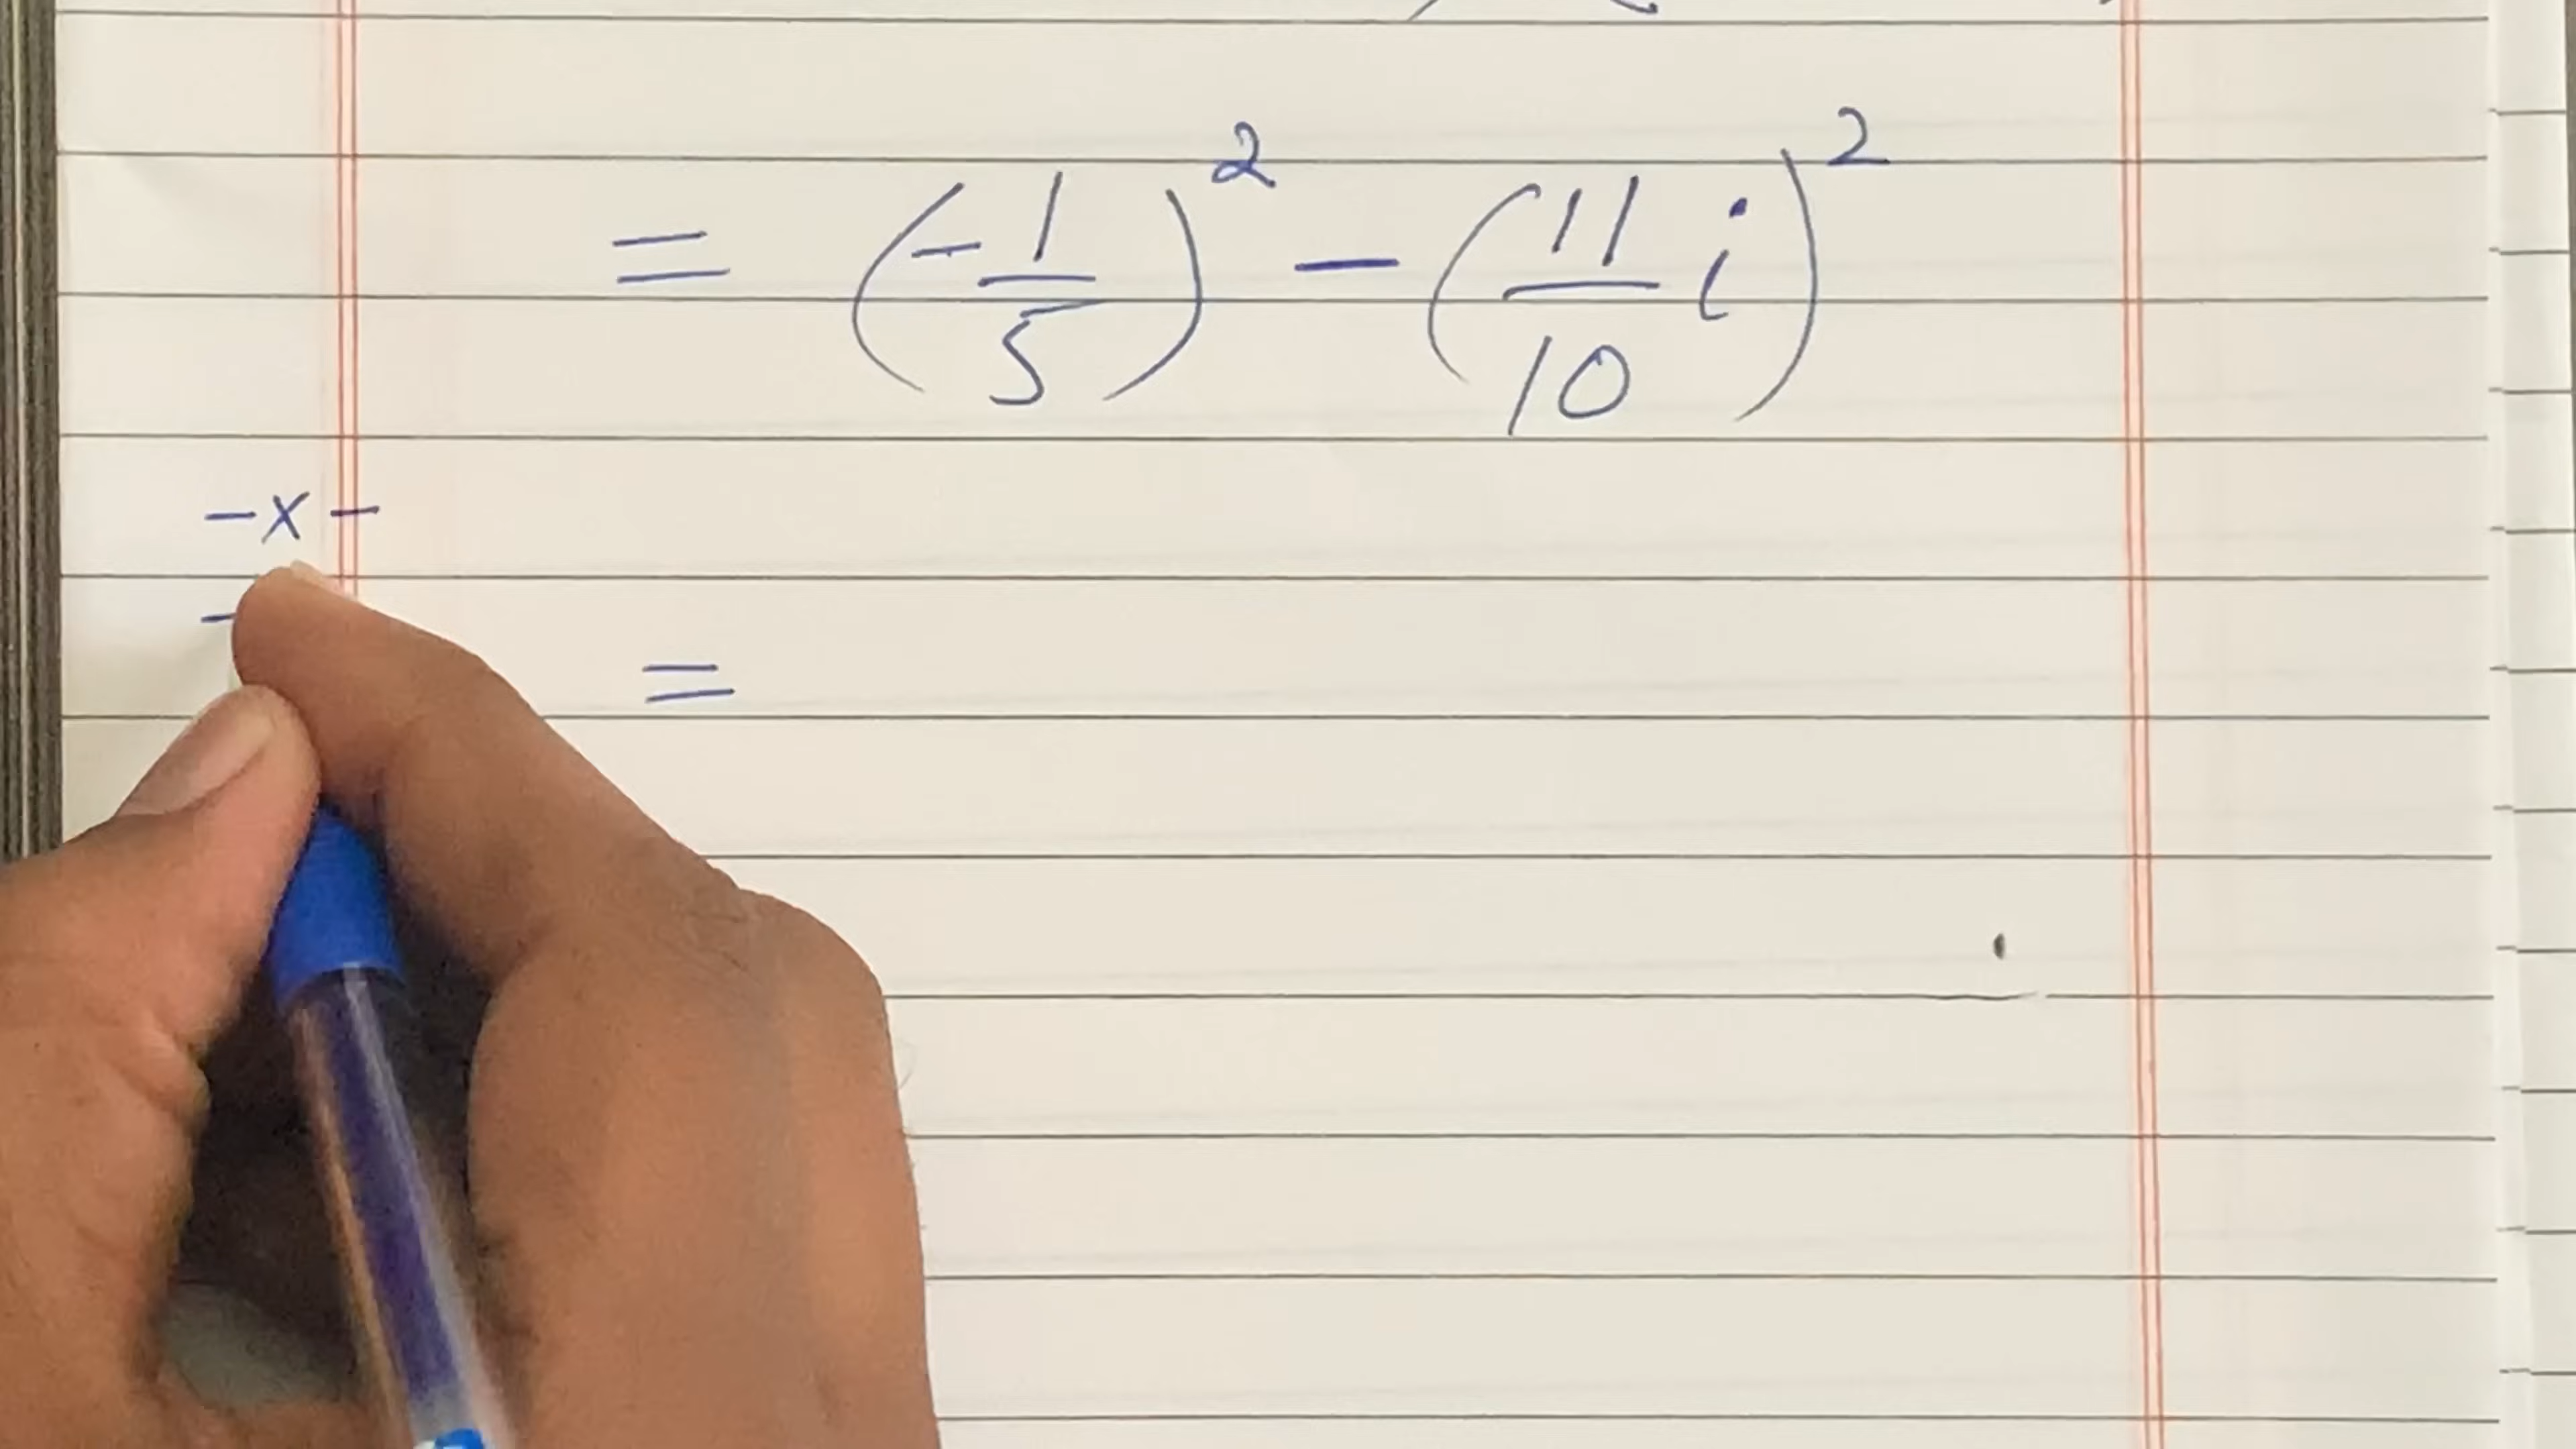 = (-1/5)² - (11/10 i)²
- x -
-
=